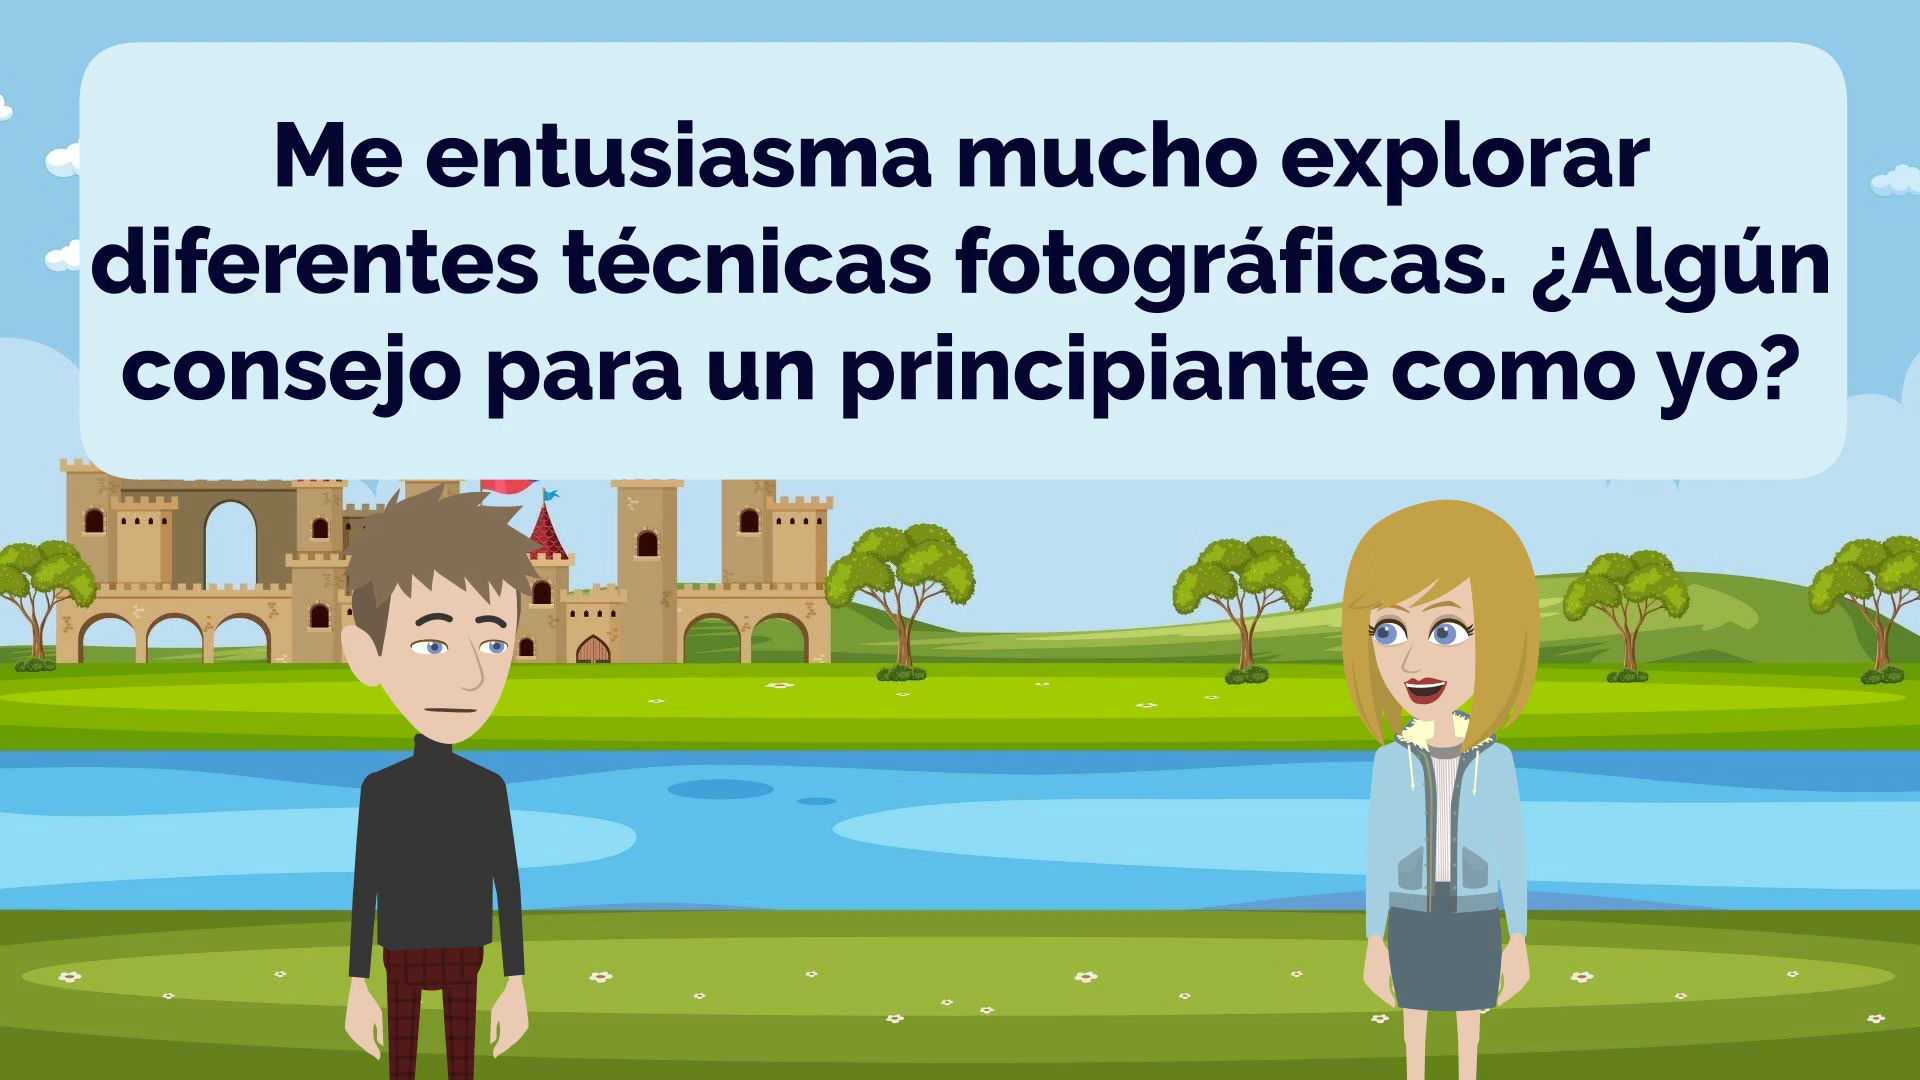 Me entusiasma mucho explorar
diferentes técnicas fotográficas. ¿Algún
consejo para un principiante como yo?